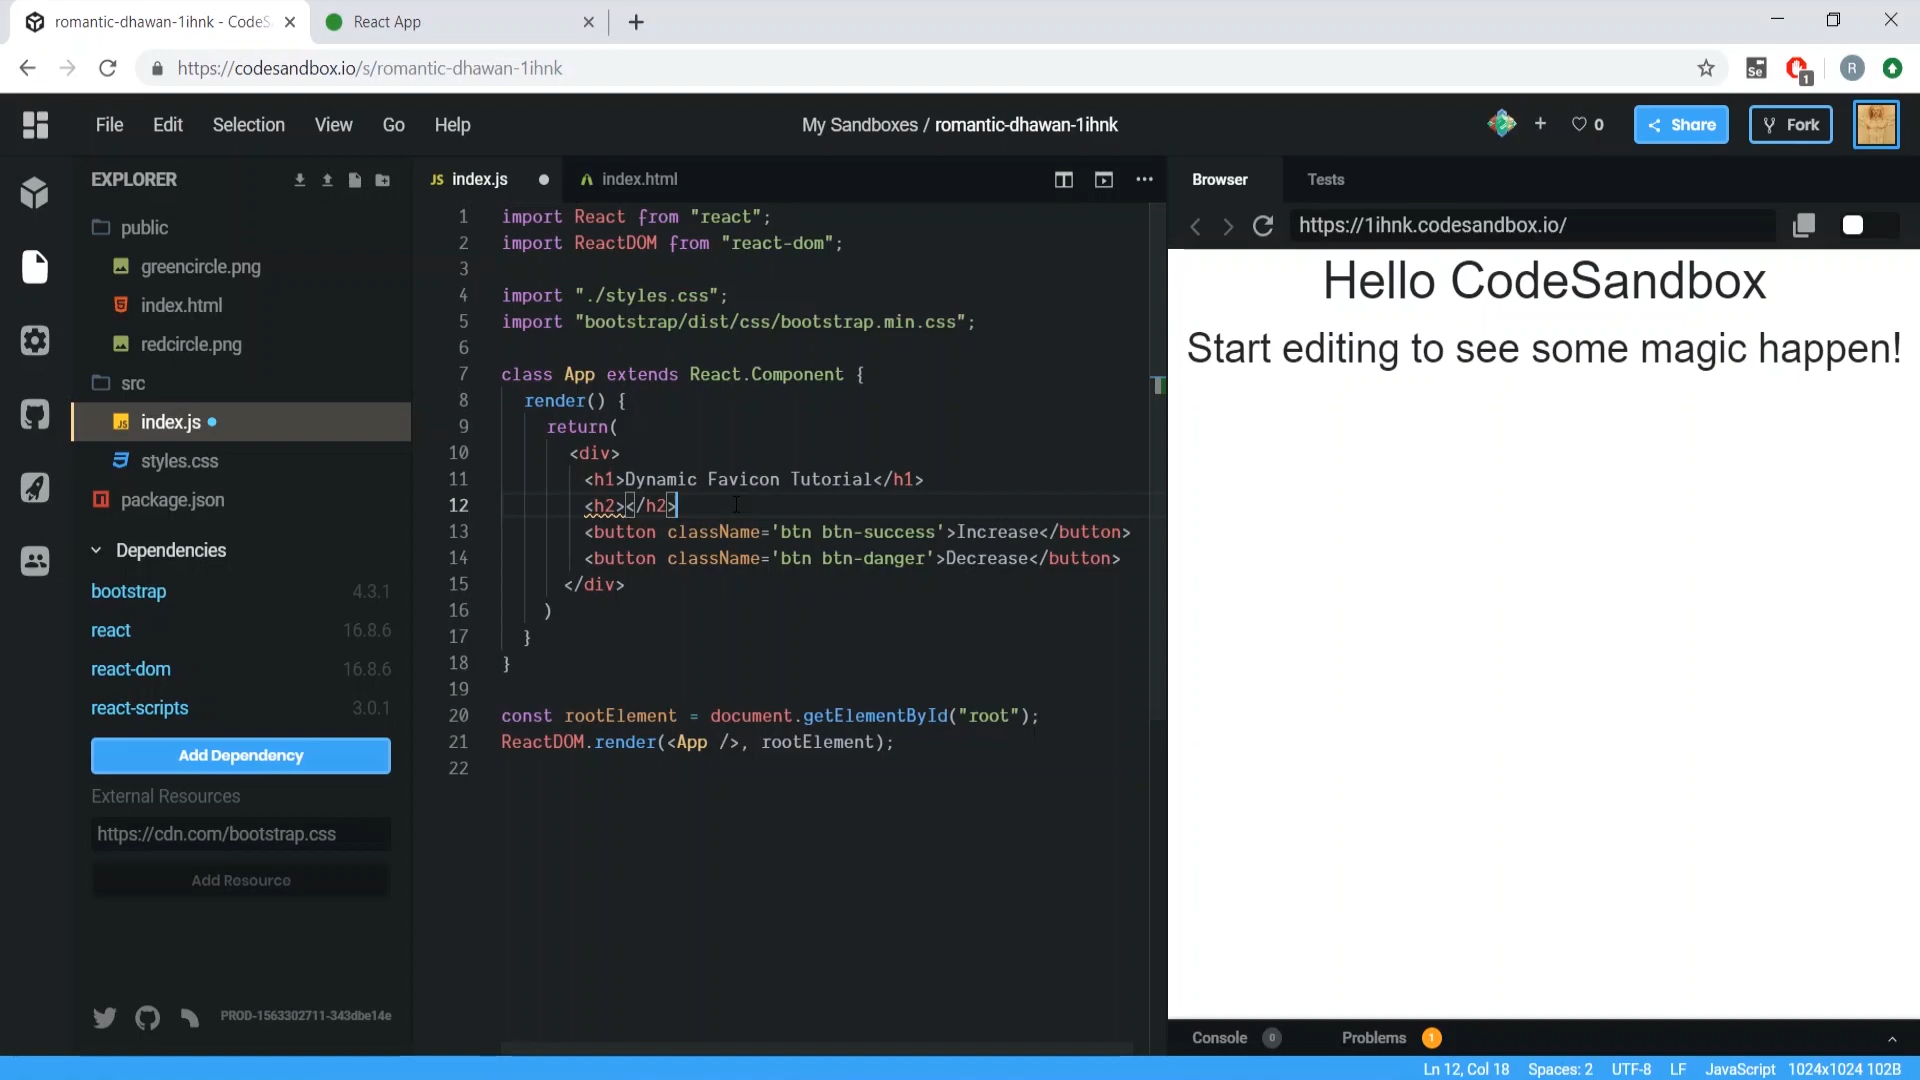 romantic-dhawan-1ihnk - CodeS
React App
https://codesandbox.io/s/romantic-dhawan-1ihnk
Se
1
R
File Edit Selection View Go Help
My Sandboxes / romantic-dhawan-1ihnk
0
Share
Fork
EXPLORER
public
greencircle.png
index.html
redcircle.png
src
JS index.js
styles.css
package.json
Dependencies
bootstrap 4.3.1
react 16.8.6
react-dom 16.8.6
react-scripts 3.0.1
Add Dependency
External Resources
https://cdn.com/bootstrap.css
Add Resource
PROD-1563302711-343dbe14e
JS index.js
index.html
1 import React from "react";
2 import ReactDOM from "react-dom";
3
4 import "./styles.css";
5 import "bootstrap/dist/css/bootstrap.min.css";
6
7 class App extends React.Component {
8 render() {
9 return(
10 <div>
11 <h1>Dynamic Favicon Tutorial</h1>
12 <h2></h2>
13 <button className='btn btn-success'>Increase</button>
14 <button className='btn btn-danger'>Decrease</button>
15 </div>
16 )
17 }
18 }
19
20 const rootElement = document.getElementById("root");
21 ReactDOM.render(<App />, rootElement);
22
Browser Tests
https://1ihnk.codesandbox.io/
Hello CodeSandbox
Start editing to see some magic happen!
Console 0 Problems 1
Ln 12, Col 18 Spaces: 2 UTF-8 LF JavaScript 1024x1024 102B